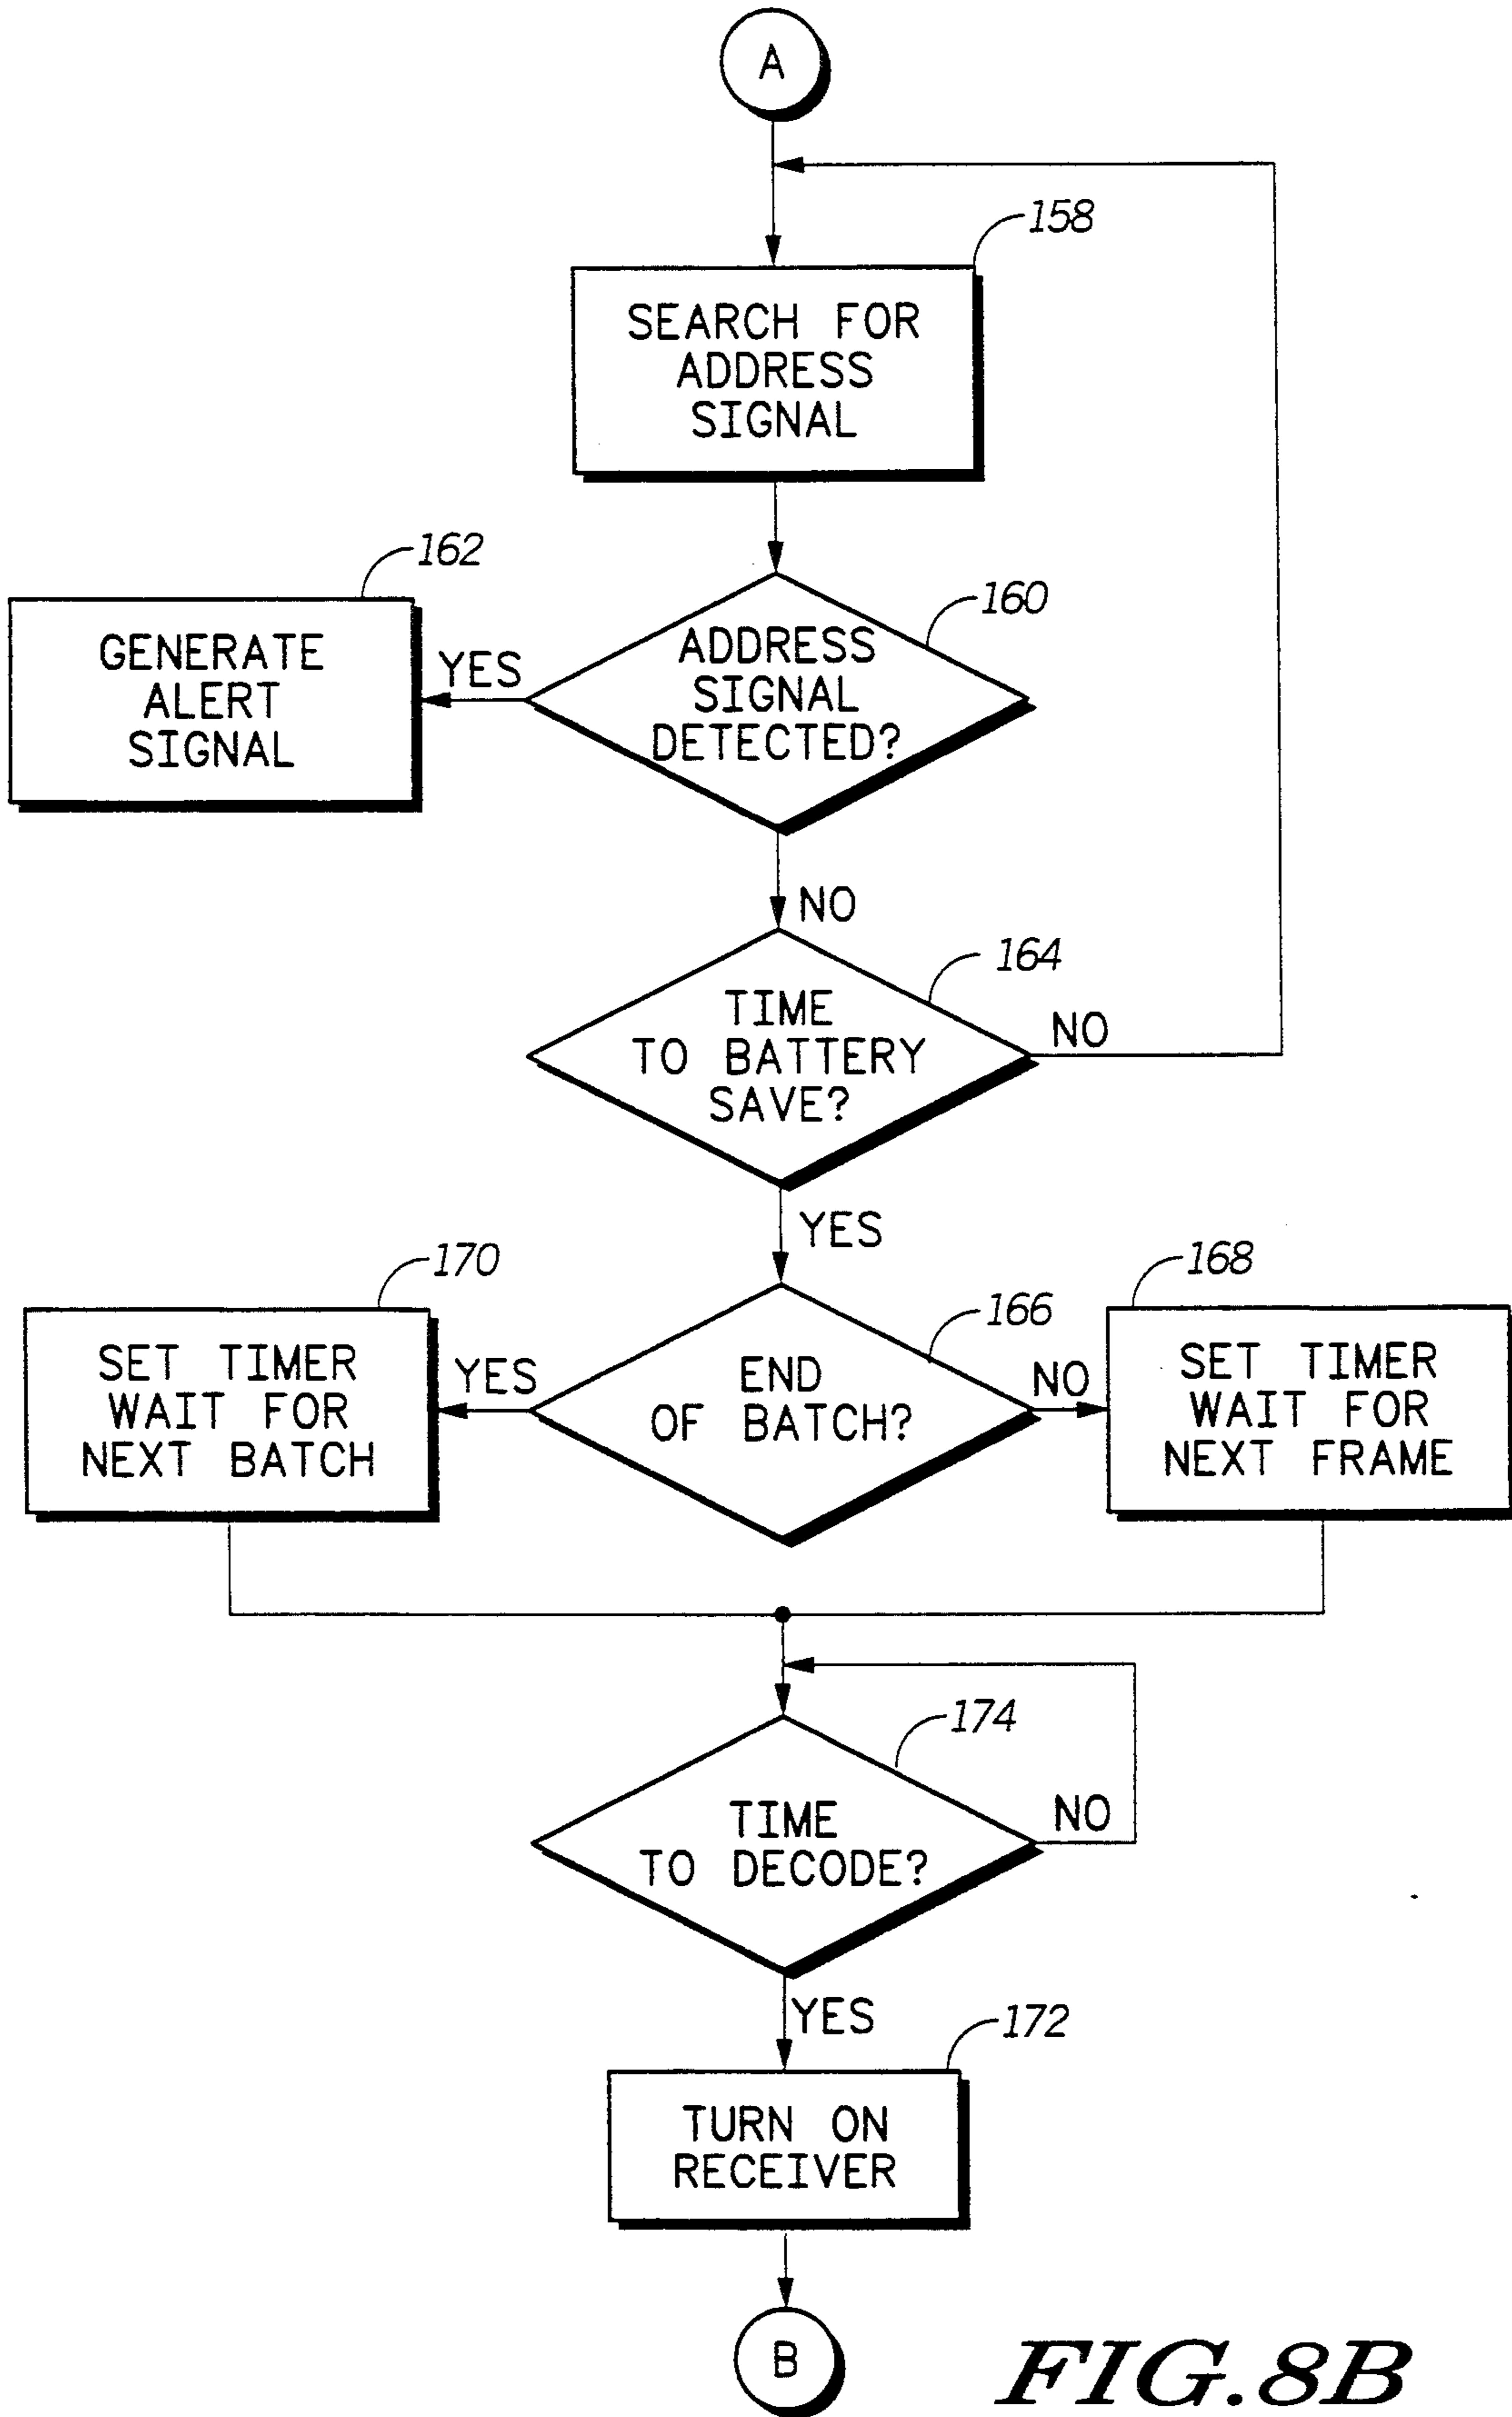 A
158
SEARCH FOR
ADDRESS
SIGNAL
162
GENERATE
ALERT
SIGNAL
YES
160
ADDRESS
SIGNAL
DETECTED?
NO
164
TIME
TO BATTERY
SAVE?
NO
YES
170
SET TIMER
WAIT FOR
NEXT BATCH
YES
166
END
OF BATCH?
NO
168
SET TIMER
WAIT FOR
NEXT FRAME
174
TIME
TO DECODE?
NO
YES
172
TURN ON
RECEIVER
B
FIG.8B